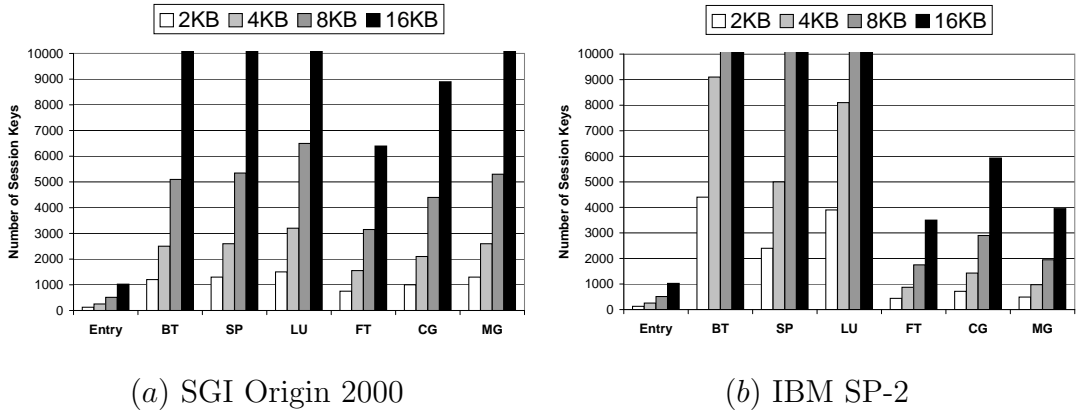 2KB 4KB 8KB 16KB
10000
9000
8000
7000
6000
5000
4000
3000
2000
1000
0
Number of Session Keys
Entry BT SP LU FT CG MG
(a) SGI Origin 2000
2KB 4KB 8KB 16KB
10000
9000
8000
7000
6000
5000
4000
3000
2000
1000
0
Number of Session Keys
Entry BT SP LU FT CG MG
(b) IBM SP-2